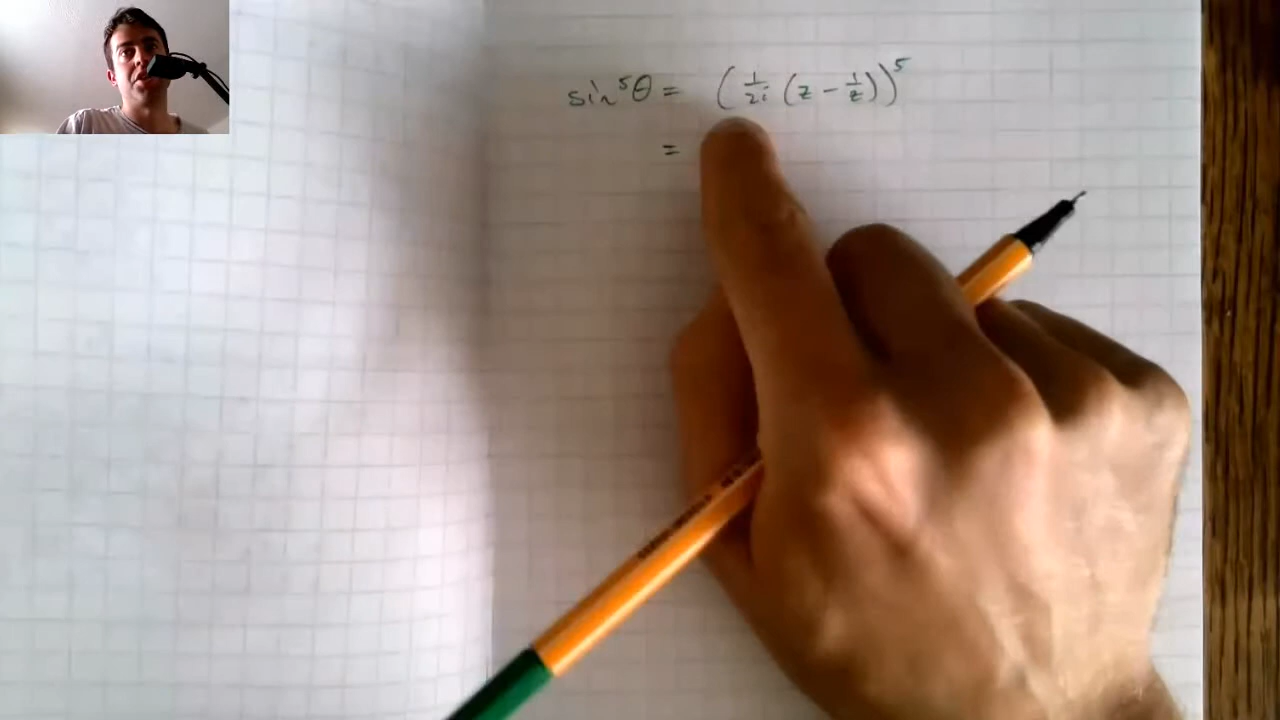 sin⁵θ = (1/2i (z − 1/z))⁵
=